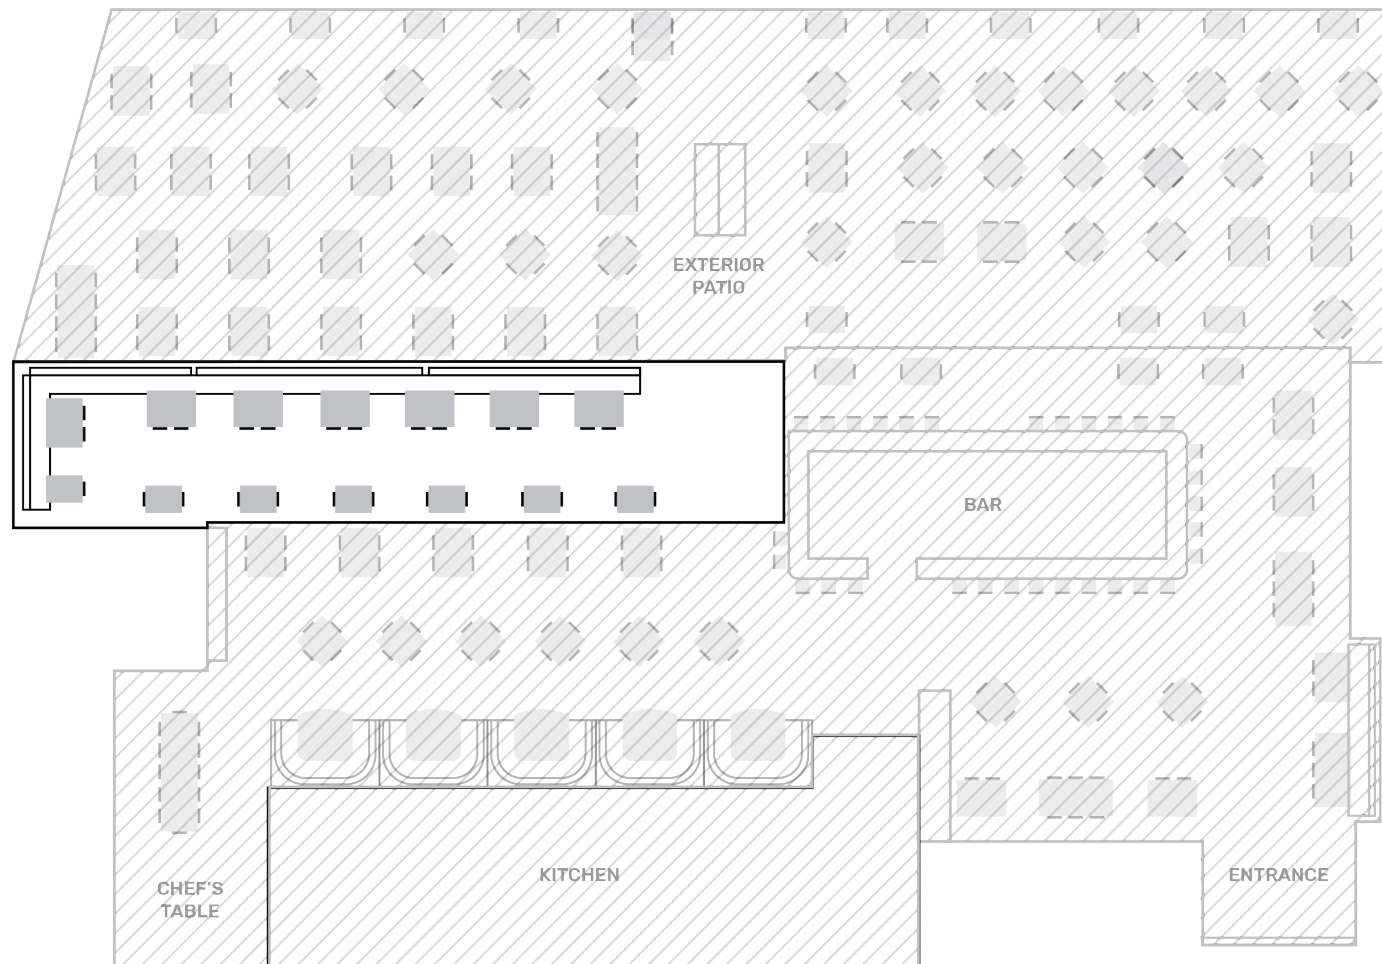 EXTERIOR
PATIO
BAR
KITCHEN
CHEF'S
TABLE
ENTRANCE